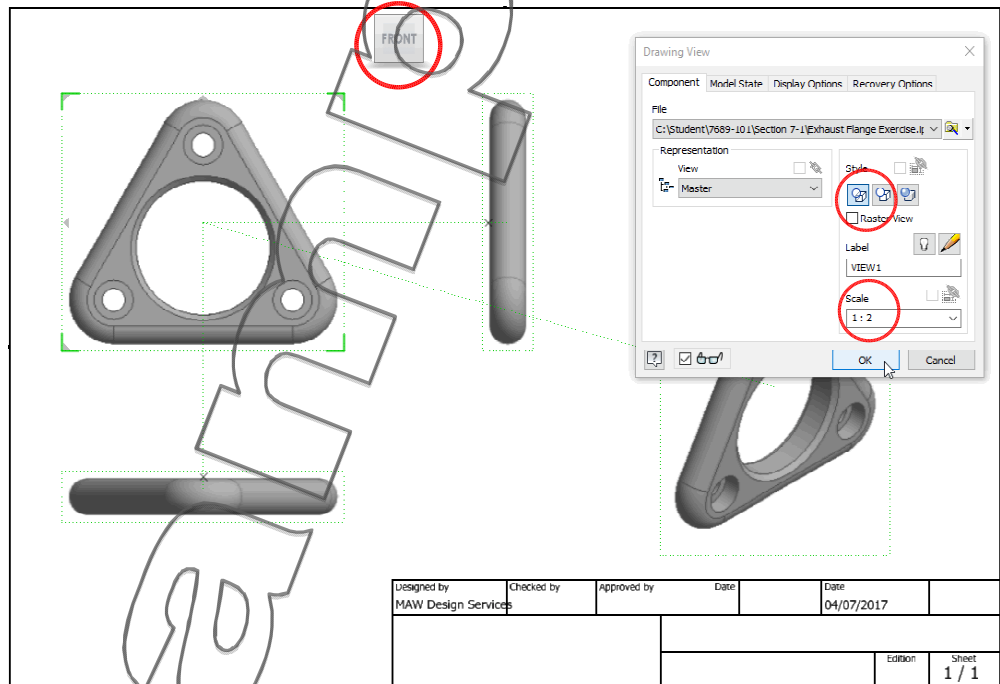 FRONT
Drawing View
Component Model State Display Options Recovery Options
File
C:\Student\7689-101\Section 7-1\Exhaust Flange Exercise.i
Representation
View
Master
Style
Raster View
Label
VIEW1
Scale
1 : 2
OK Cancel
Designed by Checked by Approved by Date Date
MAW Design Services 04/07/2017
Edition Sheet
1 / 1